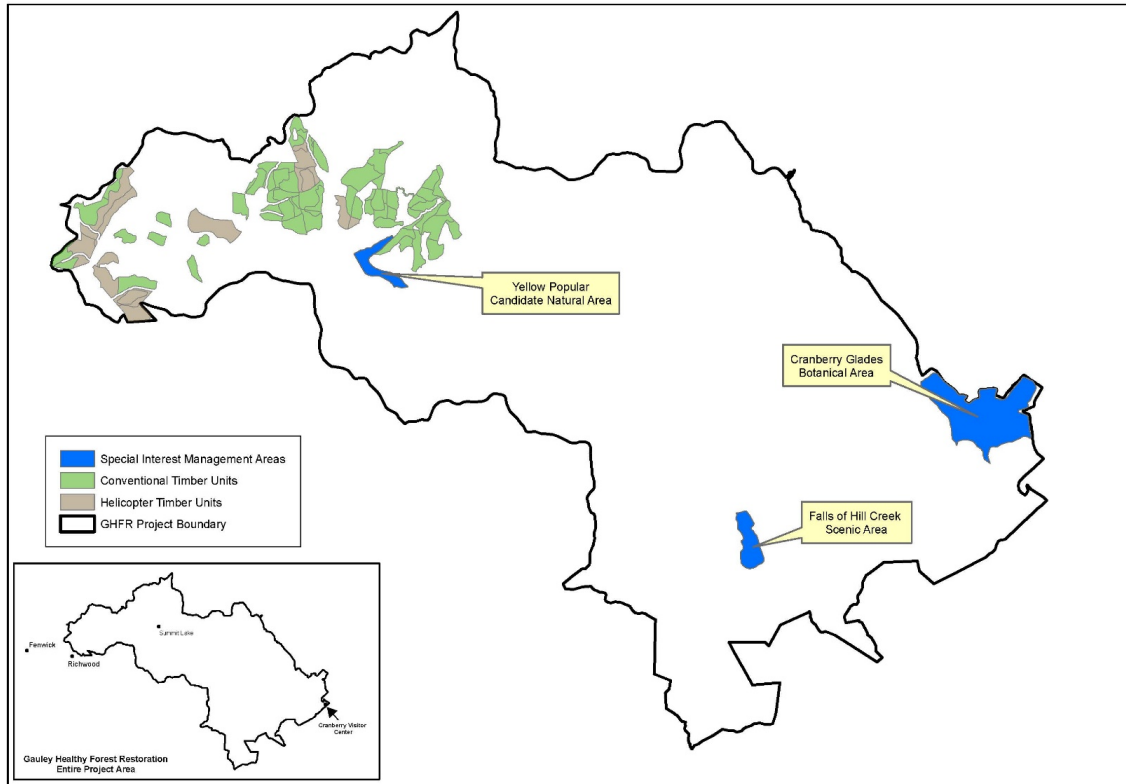 Yellow Popular
Candidate Natural Area
Cranberry Glades
Botanical Area
Falls of Hill Creek
Scenic Area
Special Interest Management Areas
Conventional Timber Units
Helicopter Timber Units
GHFR Project Boundary
Summit Lake
Fenwick
Richwood
Cranberry Visitor
Center
Gauley Healthy Forest Restoration
Entire Project Area